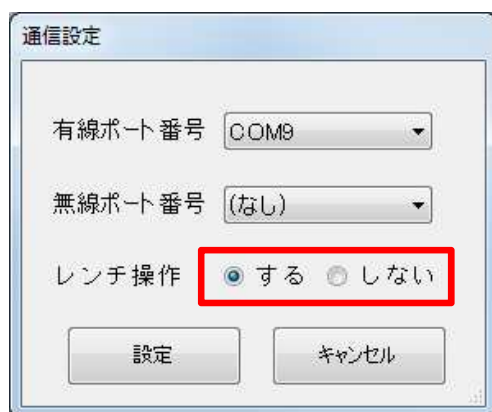 通信設定
有線ポート番号 COM9
無線ポート番号 (なし)
レンチ操作 する しない
設定 キャンセル